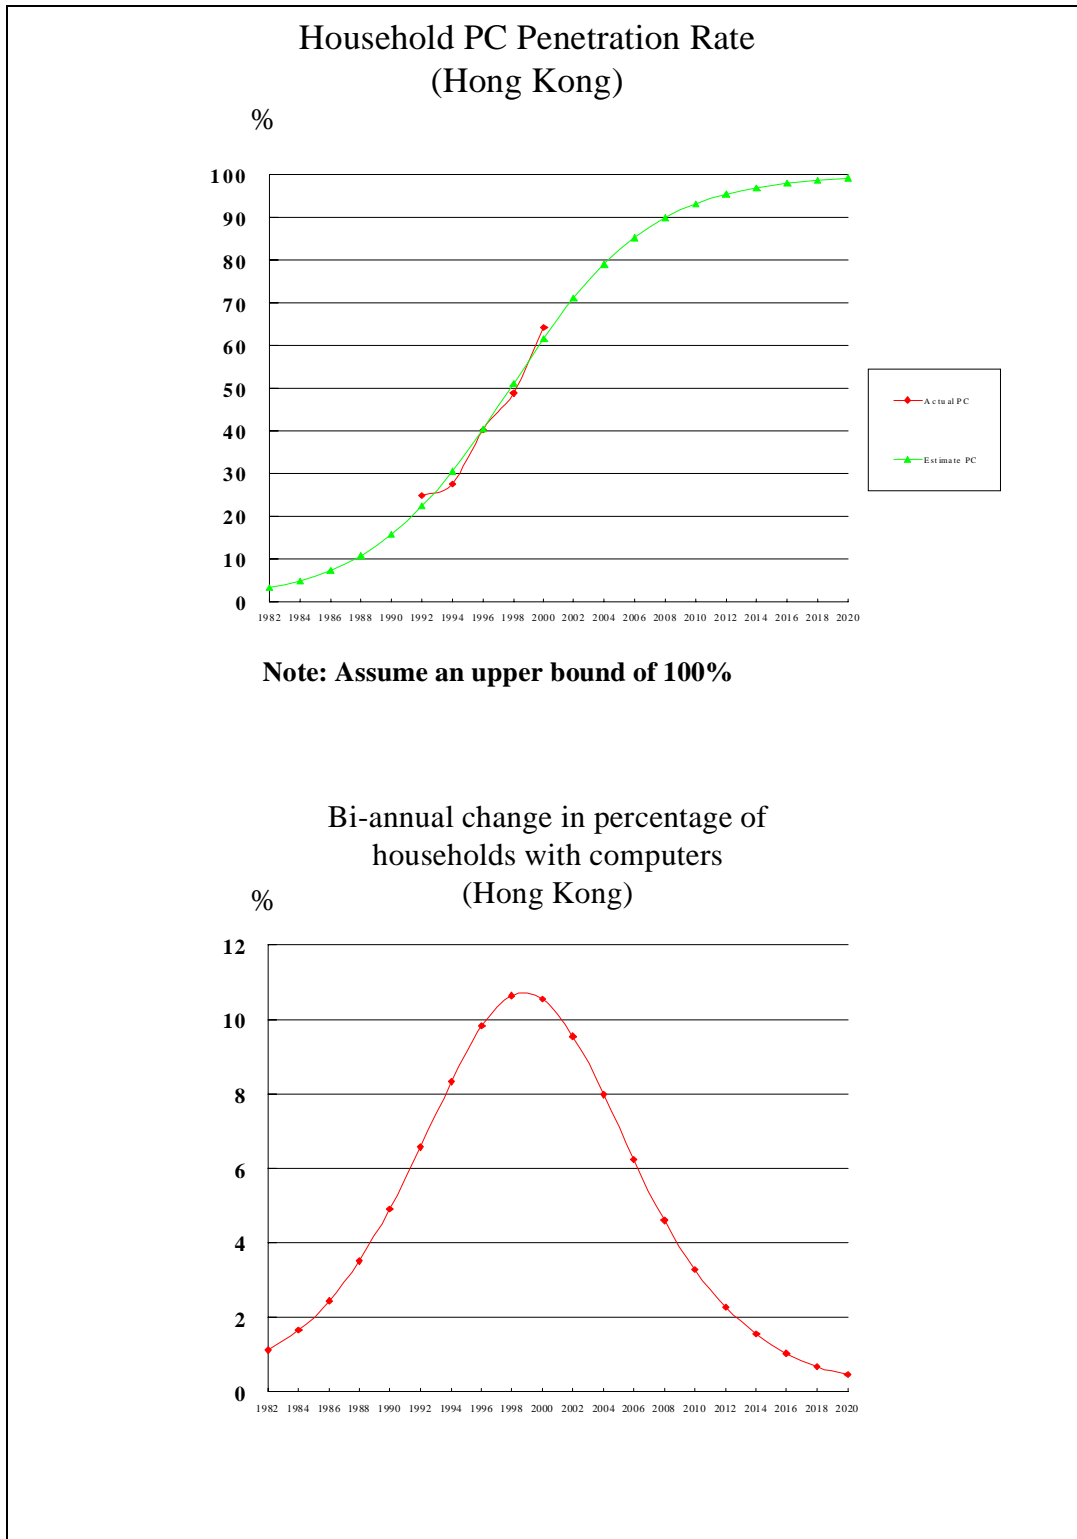 Household PC Penetration Rate
(Hong Kong)
%
100
90
80
70
60
50
40
30
20
10
0
1982 1984 1986 1988 1990 1992 1994 1996 1998 2000 2002 2004 2006 2008 2010 2012 2014 2016 2018 2020
Actual PC
Estimate PC
Note: Assume an upper bound of 100%
Bi-annual change in percentage of
households with computers
(Hong Kong)
%
12
10
8
6
4
2
0
1982 1984 1986 1988 1990 1992 1994 1996 1998 2000 2002 2004 2006 2008 2010 2012 2014 2016 2018 2020